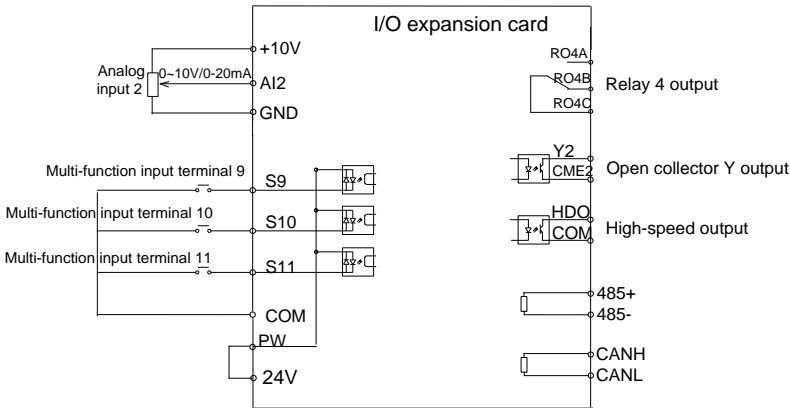 I/O expansion card
+10V
Analog
input 2
0~10V/0-20mA
AI2
GND
Multi-function input terminal 9
S9
Multi-function input terminal 10
S10
Multi-function input terminal 11
S11
COM
PW
24V
RO4A
RO4B
RO4C
Relay 4 output
Y2
CME2
Open collector Y output
HDO
COM
High-speed output
485+
485-
CANH
CANL